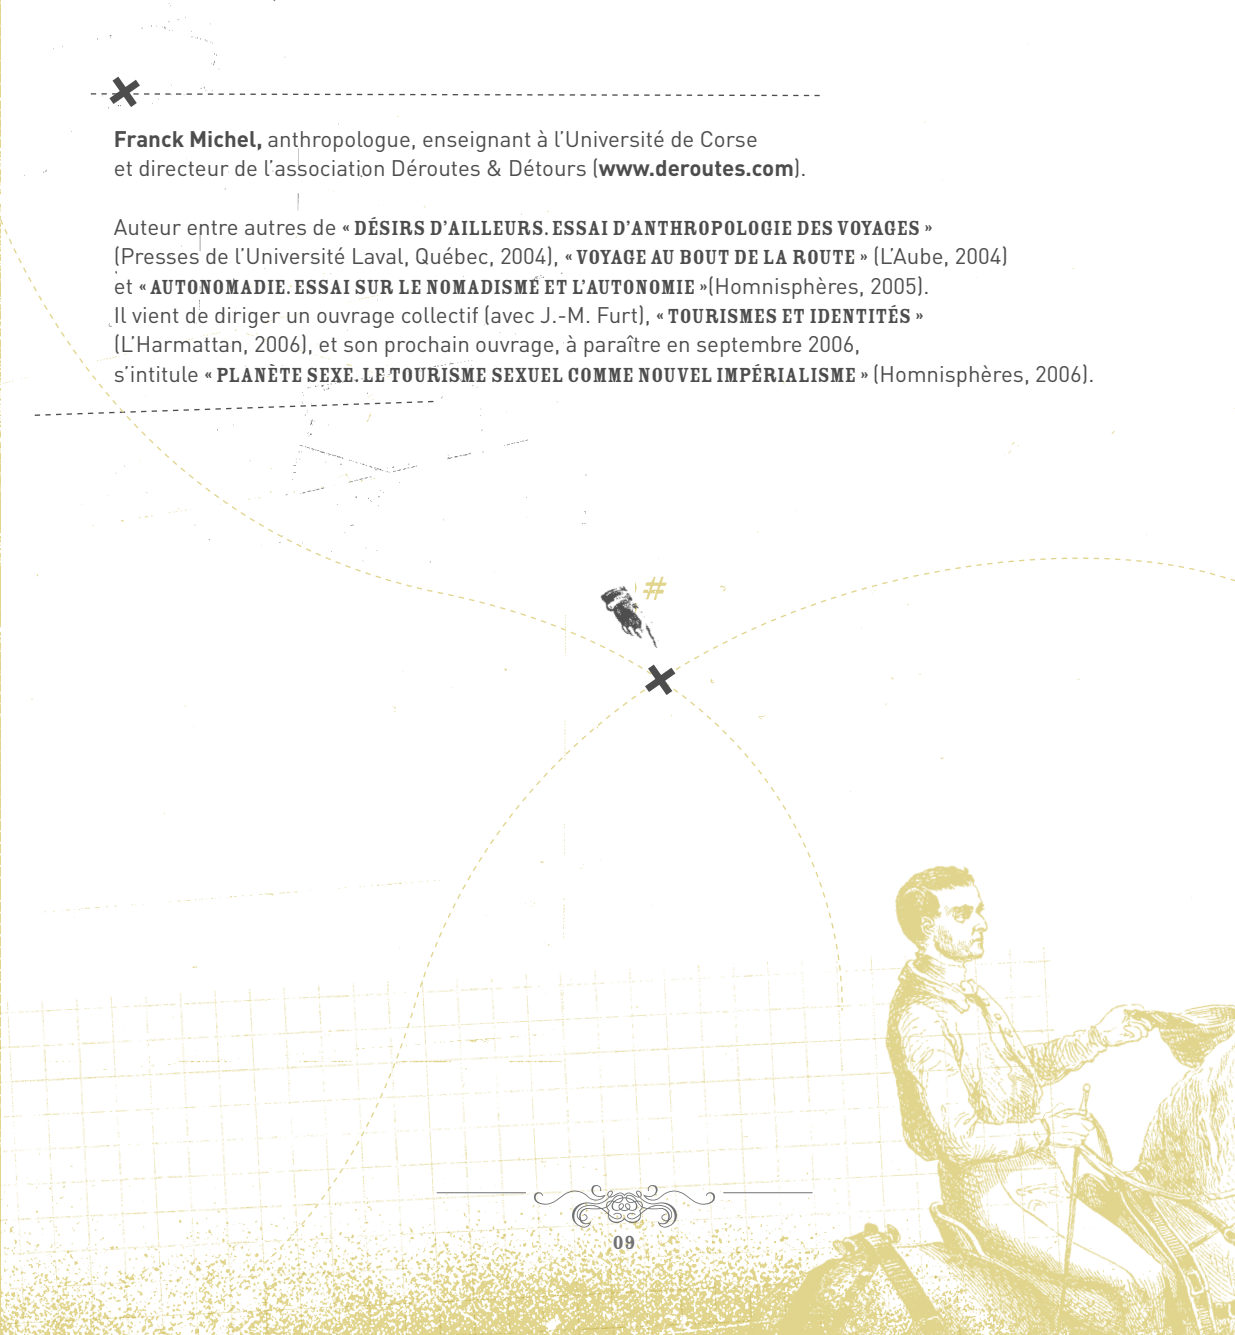 Franck Michel, anthropologue, enseignant à l'Université de Corse
et directeur de l'association Déroutes & Détours (www.deroutes.com).
Auteur entre autres de « DÉSIRS D'AILLEURS. ESSAI D'ANTHROPOLOGIE DES VOYAGES »
(Presses de l'Université Laval, Québec, 2004), « VOYAGE AU BOUT DE LA ROUTE » (L'Aube, 2004)
et « AUTONOMADIE. ESSAI SUR LE NOMADISME ET L'AUTONOMIE »(Homnisphères, 2005).
Il vient de diriger un ouvrage collectif (avec J.-M. Furt), « TOURISMES ET IDENTITÉS »
(L'Harmattan, 2006), et son prochain ouvrage, à paraître en septembre 2006,
s'intitule « PLANÈTE SEXE. LE TOURISME SEXUEL COMME NOUVEL IMPÉRIALISME » (Homnisphères, 2006).
#
09